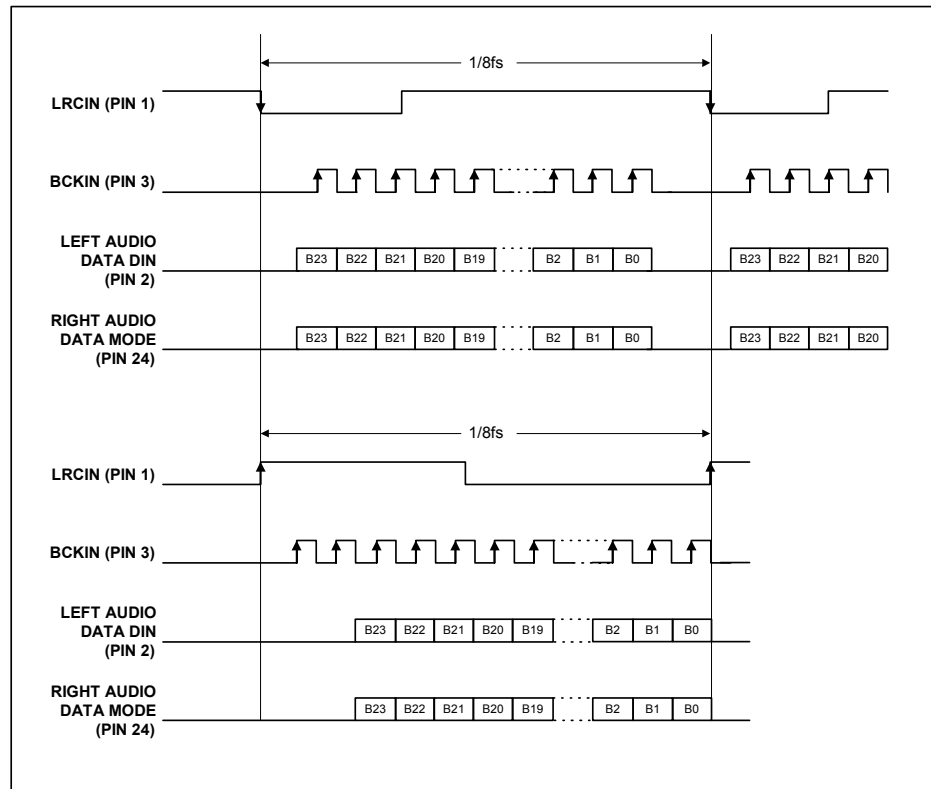 1/8fs
LRCIN (PIN 1)
BCKIN (PIN 3)
LEFT AUDIO
DATA DIN
(PIN 2)
B23 B22 B21 B20 B19 B2 B1 B0 B23 B22 B21 B20
RIGHT AUDIO
DATA MODE
(PIN 24)
B23 B22 B21 B20 B19 B2 B1 B0 B23 B22 B21 B20
1/8fs
LRCIN (PIN 1)
BCKIN (PIN 3)
LEFT AUDIO
DATA DIN
(PIN 2)
B23 B22 B21 B20 B19 B2 B1 B0
RIGHT AUDIO
DATA MODE
(PIN 24)
B23 B22 B21 B20 B19 B2 B1 B0